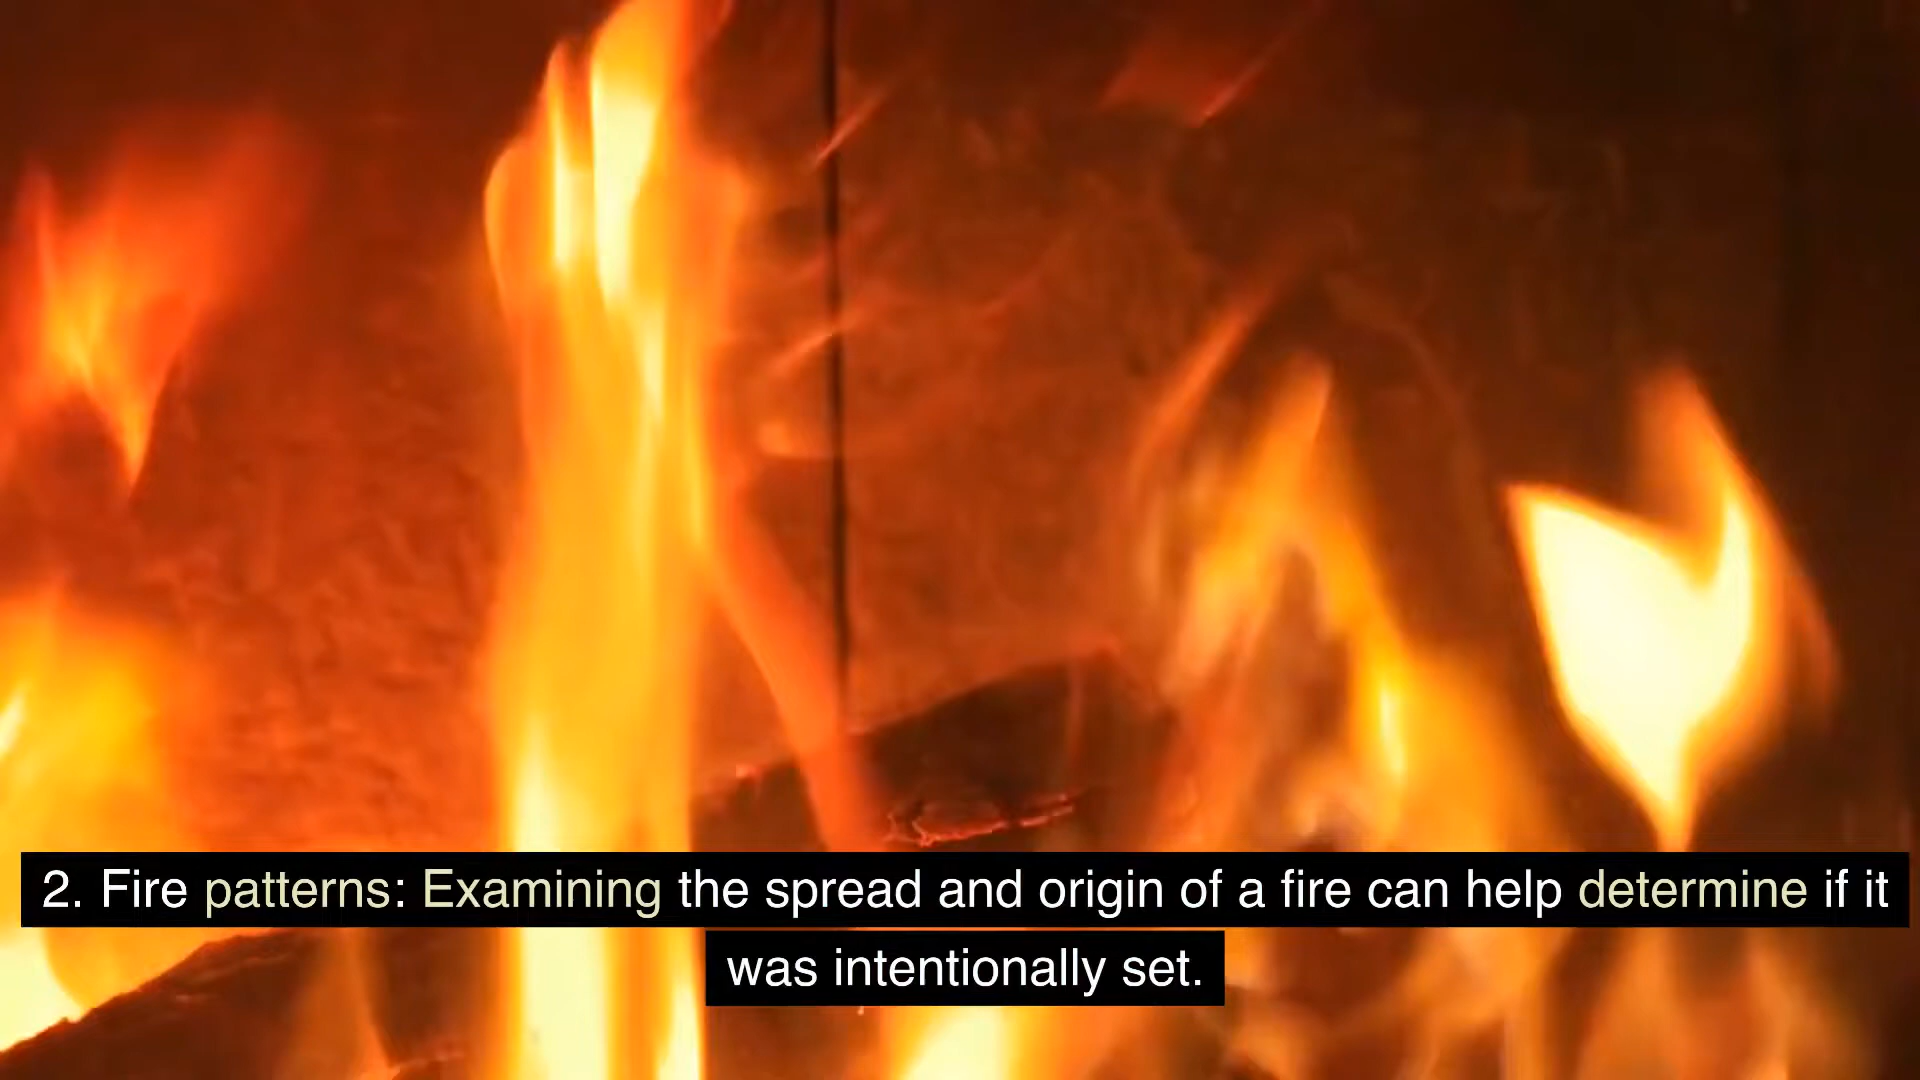 2. Fire patterns: Examining the spread and origin of a fire can help determine if it
was intentionally set.